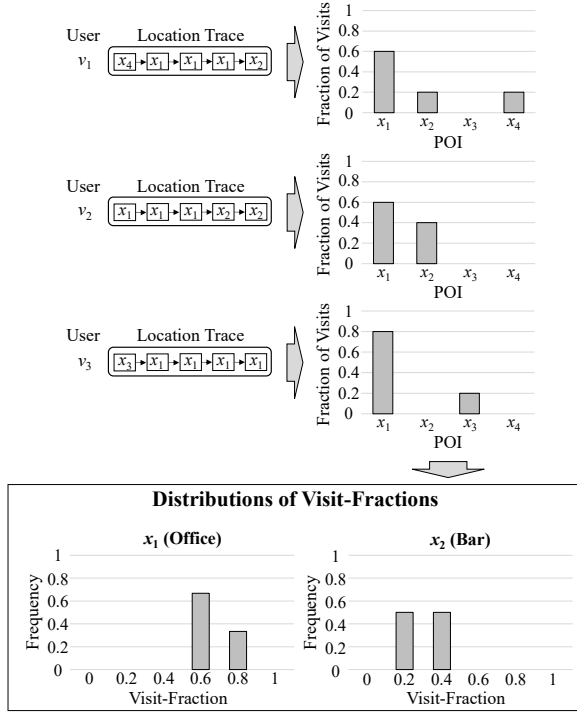 User Location Trace
v1 x4 x1 x1 x1 x2
Fraction of Visits
1
0.8
0.6
0.4
0.2
0
x1 x2 x3 x4
POI
User Location Trace
v2 x1 x1 x1 x2 x2
Fraction of Visits
1
0.8
0.6
0.4
0.2
0
x1 x2 x3 x4
POI
User Location Trace
v3 x3 x1 x1 x1 x1
Fraction of Visits
1
0.8
0.6
0.4
0.2
0
x1 x2 x3 x4
POI
Distributions of Visit-Fractions
x1 (Office)
Frequency
1
0.8
0.6
0.4
0.2
0
0 0.2 0.4 0.6 0.8 1
Visit-Fraction
x2 (Bar)
Frequency
1
0.8
0.6
0.4
0.2
0
0 0.2 0.4 0.6 0.8 1
Visit-Fraction